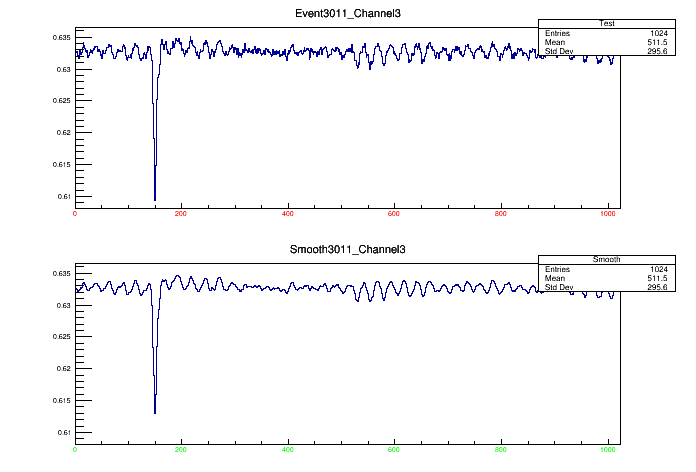 Event3011_Channel3
Test
Entries 1024
Mean 511.5
Std Dev 295.6
0.635
0.63
0.625
0.62
0.615
0.61
0 200 400 600 800 1000
Smooth3011_Channel3
Smooth
Entries 1024
Mean 511.5
Std Dev 295.6
0.635
0.63
0.625
0.62
0.615
0.61
0 200 400 600 800 1000